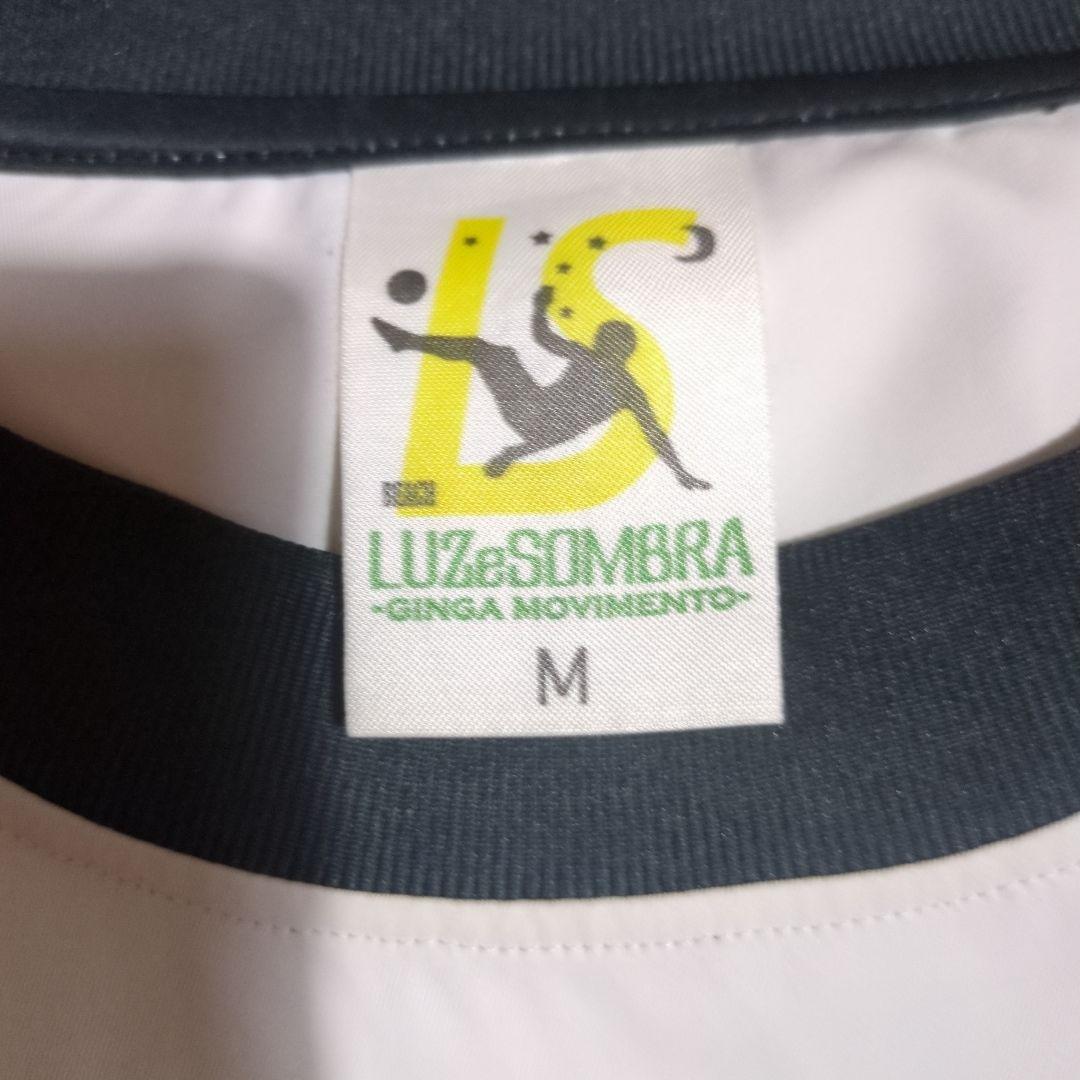 LS
LUZeSOMBRA
-GINGA MOVIMENTO-
M